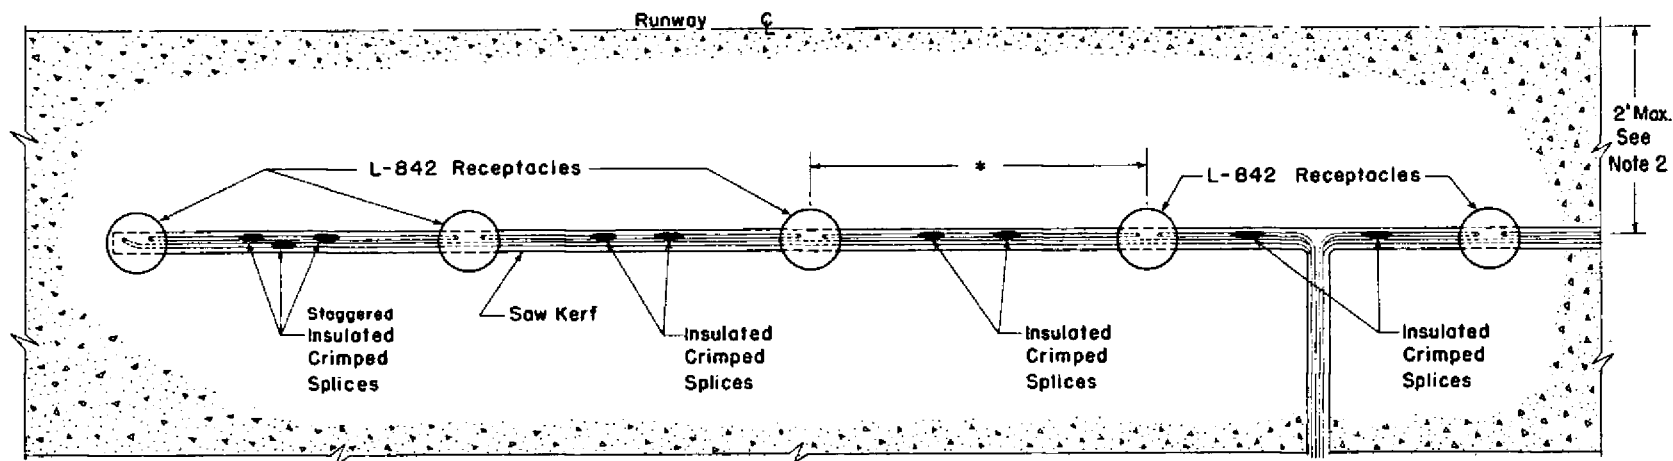 Runway ℄
2' Max.
See
Note 2
L-842 Receptacles
*
L-842 Receptacles
Staggered
Insulated
Crimped
Splices
Saw Kerf
Insulated
Crimped
Splices
Insulated
Crimped
Splices
Insulated
Crimped
Splices